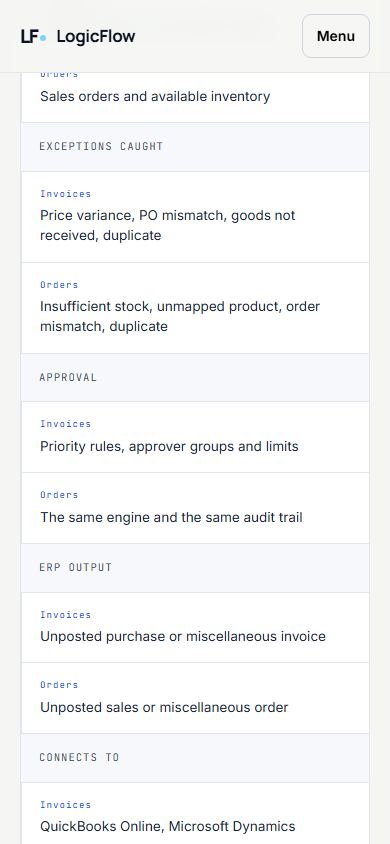 LF LogicFlow
Menu
Orders
Sales orders and available inventory
EXCEPTIONS CAUGHT
Invoices
Price variance, PO mismatch, goods not
received, duplicate
Orders
Insufficient stock, unmapped product, order
mismatch, duplicate
APPROVAL
Invoices
Priority rules, approver groups and limits
Orders
The same engine and the same audit trail
ERP OUTPUT
Invoices
Unposted purchase or miscellaneous invoice
Orders
Unposted sales or miscellaneous order
CONNECTS TO
Invoices
QuickBooks Online, Microsoft Dynamics